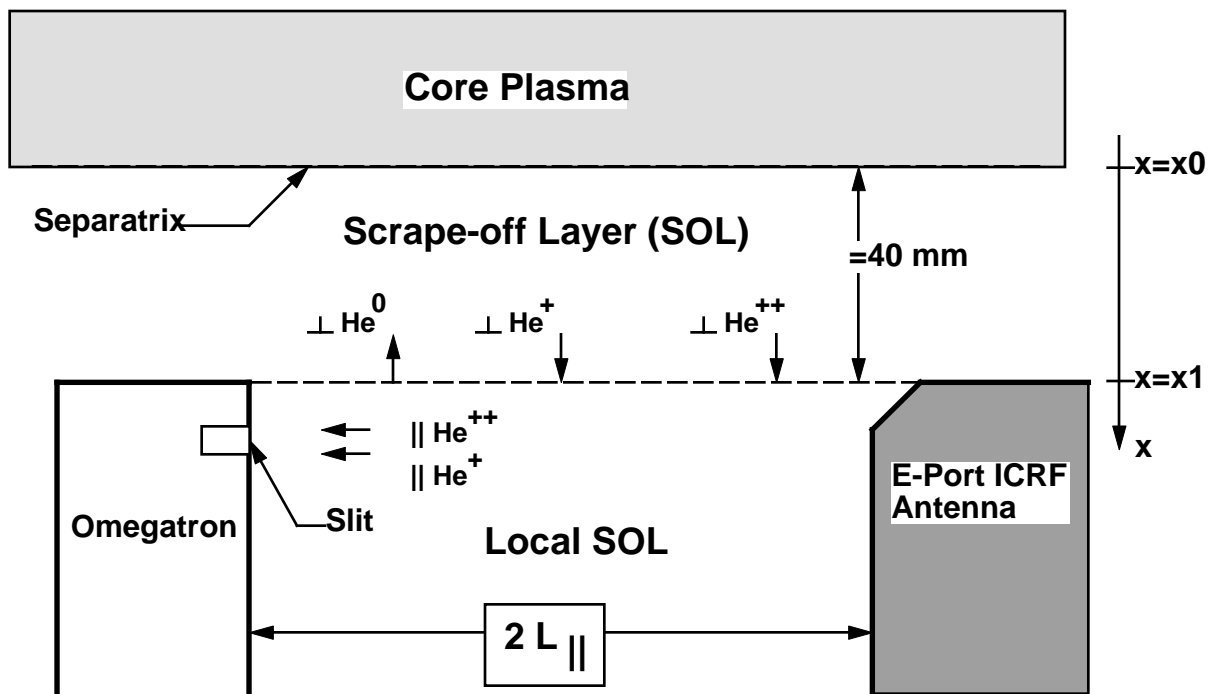 Core Plasma
x=x0
Separatrix
Scrape-off Layer (SOL)
=40 mm
⊥ He⁰
⊥ He⁺
⊥ He⁺⁺
x=x1
|| He⁺⁺
|| He⁺
x
E-Port ICRF
Antenna
Omegatron
Slit
Local SOL
2 L ||